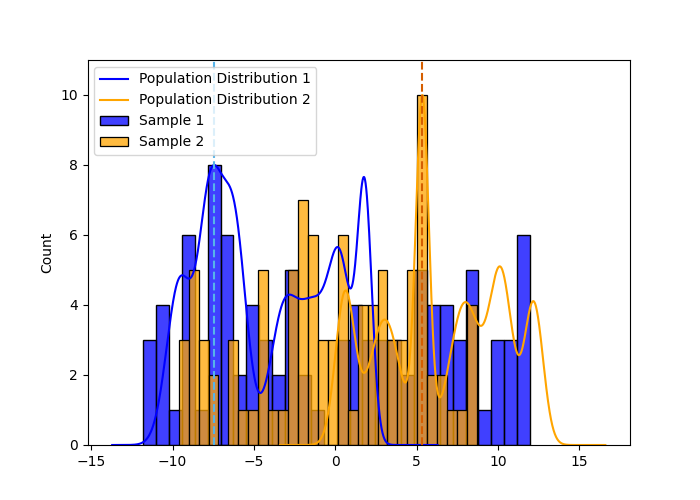 Population Distribution 1
Population Distribution 2
Sample 1
Sample 2
Count
10
8
6
4
2
0
−15 −10 −5 0 5 10 15